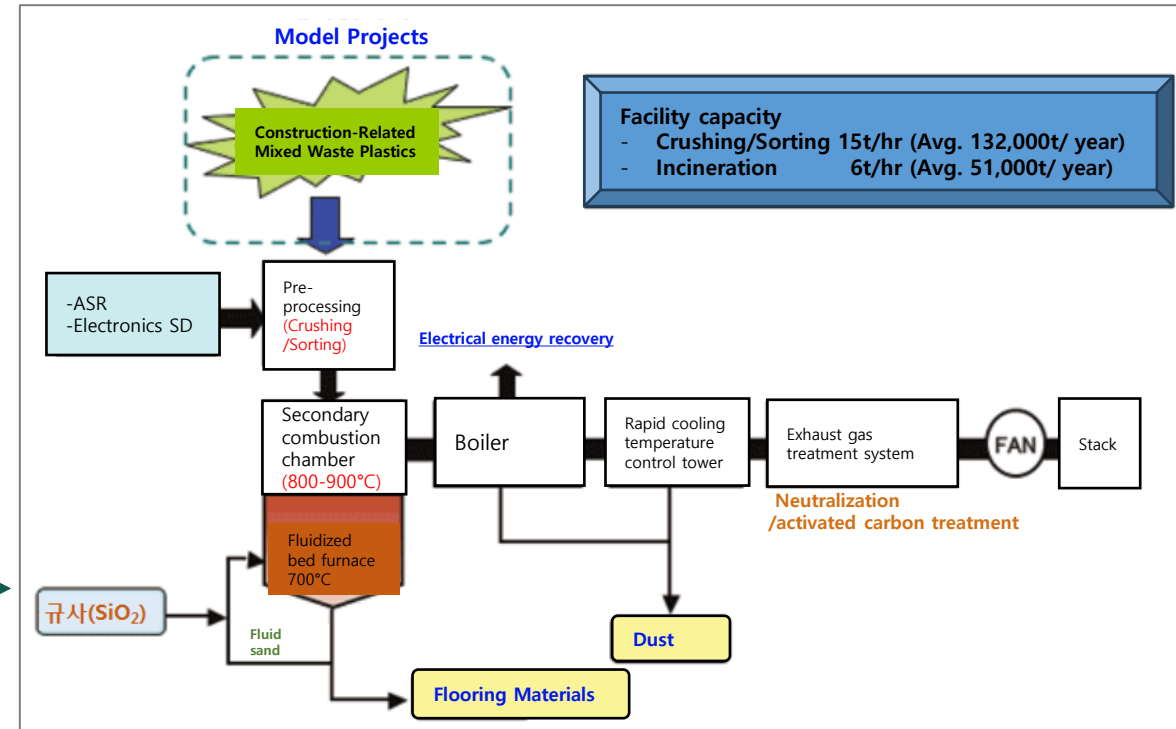 Model Projects
Construction-Related
Mixed Waste Plastics
Facility capacity
- Crushing/Sorting 15t/hr (Avg. 132,000t/ year)
- Incineration 6t/hr (Avg. 51,000t/ year)
-ASR
-Electronics SD
Pre-
processing
(Crushing
/Sorting)
Electrical energy recovery
Secondary
combustion
chamber
(800-900°C)
Boiler
Rapid cooling
temperature
control tower
Exhaust gas
treatment system
FAN
Stack
Neutralization
/activated carbon treatment
Fluidized
bed furnace
700°C
규사(SiO₂)
Fluid
sand
Dust
Flooring Materials